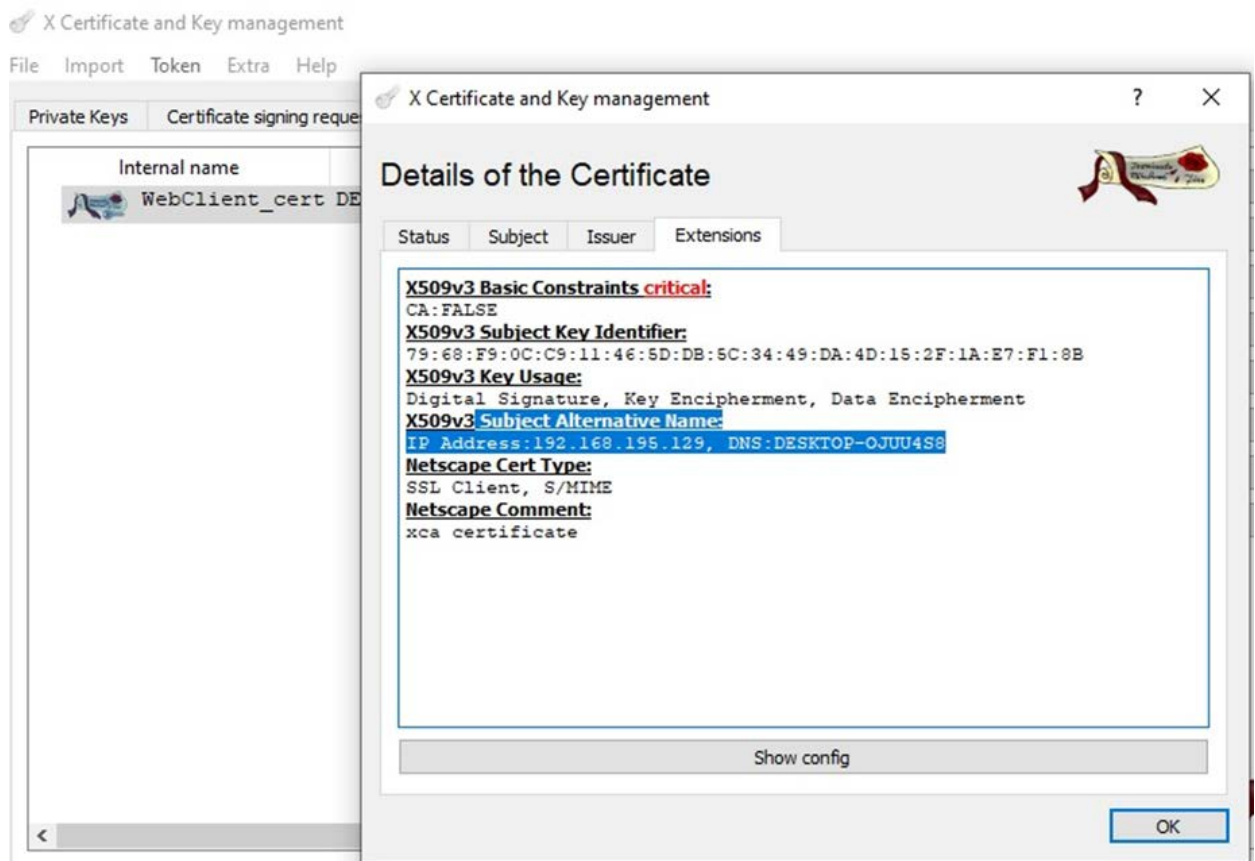 X Certificate and Key management
File Import Token Extra Help
Private Keys Certificate signing reque
Internal name
WebClient_cert DE
X Certificate and Key management
?
Details of the Certificate
Status Subject Issuer Extensions
X509v3 Basic Constraints critical:
CA:FALSE
X509v3 Subject Key Identifier:
79:68:F9:0C:C9:11:46:5D:DB:5C:34:49:DA:4D:15:2F:1A:E7:F1:8B
X509v3 Key Usage:
Digital Signature, Key Encipherment, Data Encipherment
X509v3 Subject Alternative Name:
IP Address:192.168.195.129, DNS:DESKTOP-OJUU4S8
Netscape Cert Type:
SSL Client, S/MIME
Netscape Comment:
xca certificate
Show config
OK